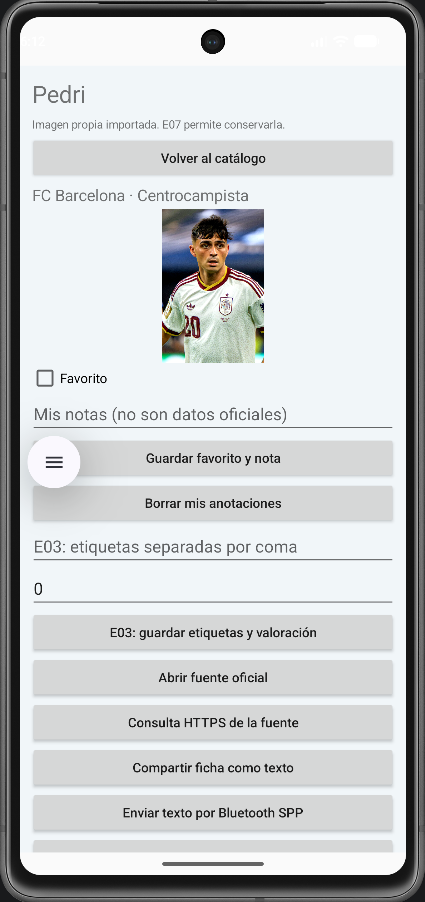 Pedri
Imagen propia importada. E07 permite conservarla.
Volver al catálogo
FC Barcelona · Centrocampista
20
Favorito
Mis notas (no son datos oficiales)
Guardar favorito y nota
Borrar mis anotaciones
E03: etiquetas separadas por coma
0
E03: guardar etiquetas y valoración
Abrir fuente oficial
Consulta HTTPS de la fuente
Compartir ficha como texto
Enviar texto por Bluetooth SPP